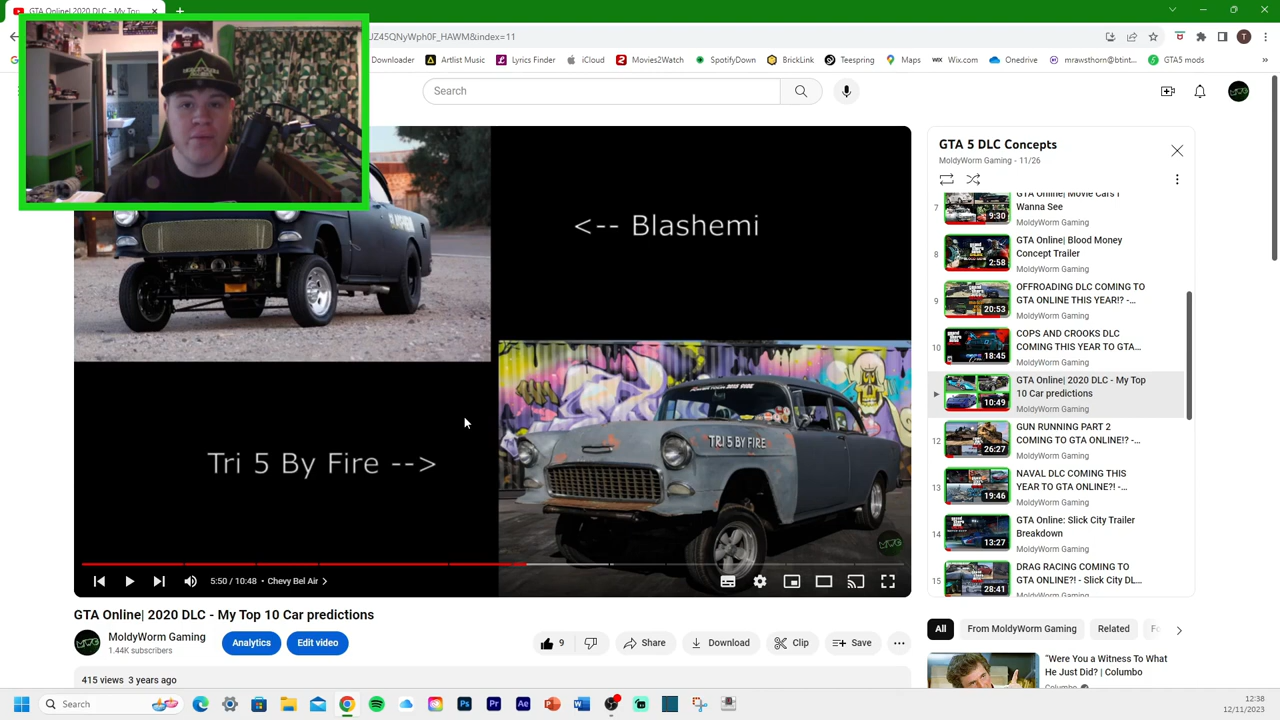 GTA Online| 2020 DLC - My Top
JZ45QNyWph0F_HAWM&index=11
T
Downloader
Artlist Music
Lyrics Finder
iCloud
Movies2Watch
SpotifyDown
BrickLink
Teespring
Maps
Wix.com
Onedrive
mrawsthorn@btint...
GTA5 mods
Search
<-- Blashemi
Tri 5 By Fire -->
TRI 5 BY FIRE
5:50 / 10:48 • Chevy Bel Air
GTA 5 DLC Concepts
MoldyWorm Gaming - 11/26
7
9:30
GTA Online| Movie Cars I
Wanna See
MoldyWorm Gaming
8
2:58
GTA Online| Blood Money
Concept Trailer
MoldyWorm Gaming
9
20:53
OFFROADING DLC COMING TO
GTA ONLINE THIS YEAR!? -...
MoldyWorm Gaming
10
18:45
COPS AND CROOKS DLC
COMING THIS YEAR TO GTA...
MoldyWorm Gaming
10:49
GTA Online| 2020 DLC - My Top
10 Car predictions
MoldyWorm Gaming
12
26:27
GUN RUNNING PART 2
COMING TO GTA ONLINE!? -...
MoldyWorm Gaming
13
19:46
NAVAL DLC COMING THIS
YEAR TO GTA ONLINE?! -...
MoldyWorm Gaming
14
13:27
GTA Online: Slick City Trailer
Breakdown
MoldyWorm Gaming
15
28:41
DRAG RACING COMING TO
GTA ONLINE?! - Slick City DL...
MoldyWorm Gaming
GTA Online| 2020 DLC - My Top 10 Car predictions
MoldyWorm Gaming
1.44K subscribers
Analytics
Edit video
9
Share
Download
Clip
Save
415 views 3 years ago
All
From MoldyWorm Gaming
Related
Fo
"Were You a Witness To What
He Just Did? | Columbo
Columbo
Search
12:38
12/11/2023